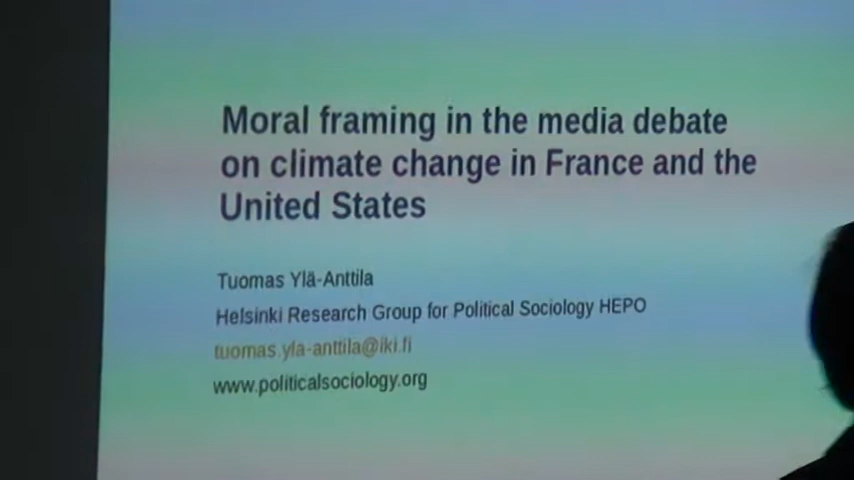 Moral framing in the media debate
on climate change in France and the
United States
Tuomas Ylä-Anttila
Helsinki Research Group for Political Sociology HEPO
tuomas.yla-anttila@iki.fi
www.politicalsociology.org